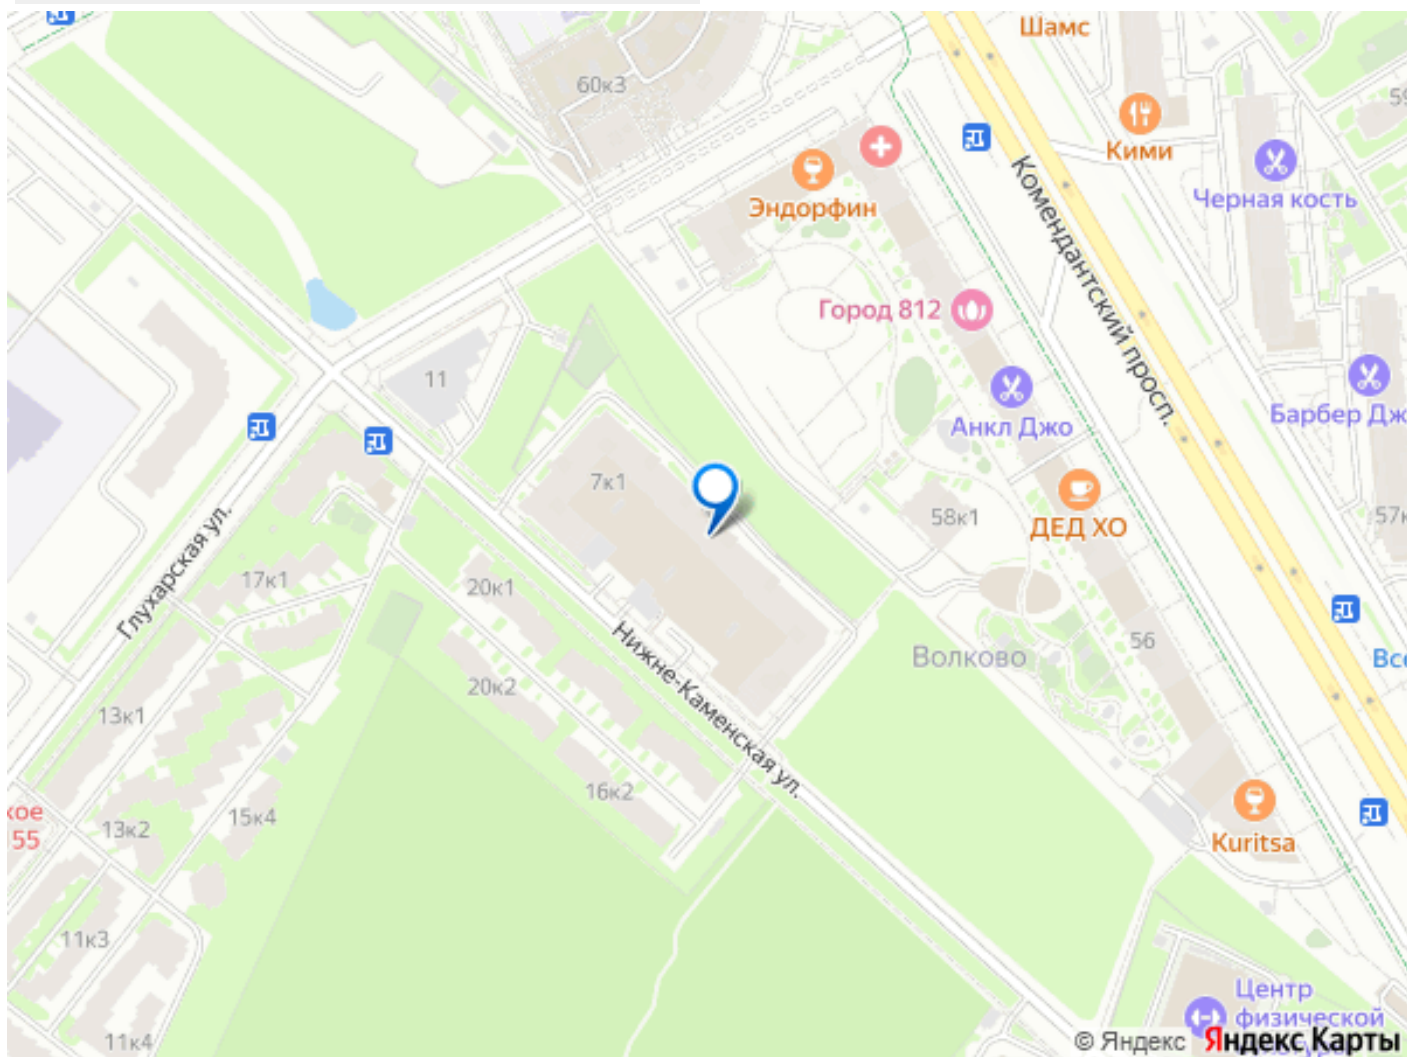 Шамс
60к3
59
Кими
Эндорфин
Черная кость
Комендантский просп.
Город 812
11
Анкл Джо
Барбер Дж
7к1
58к1
ДЕД ХО
57к
Глухарская ул.
17к1
20к1
Нижне-Каменская ул.
Волково
56
Все
20к2
13к1
16к2
кое
55
13к2
15к4
Kuritsa
11к3
11к4
Центр
физической
© Яндекс
Яндекс Карты